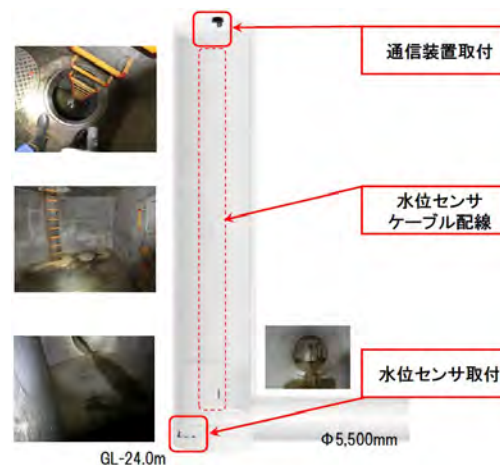 通信装置取付
水位センサ
ケーブル配線
水位センサ取付
Φ5,500mm
GL-24.0m